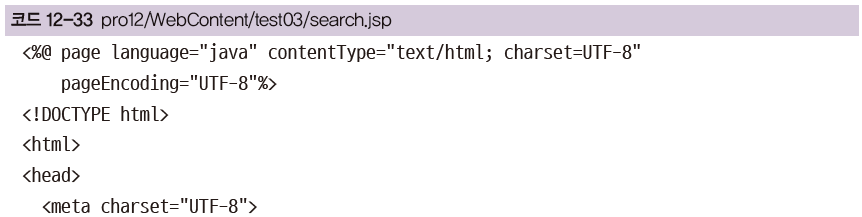 코드 12-33 pro12/WebContent/test03/search.jsp
<%@ page language="java" contentType="text/html; charset=UTF-8"
    pageEncoding="UTF-8"%>
<!DOCTYPE html>
<html>
<head>
  <meta charset="UTF-8">